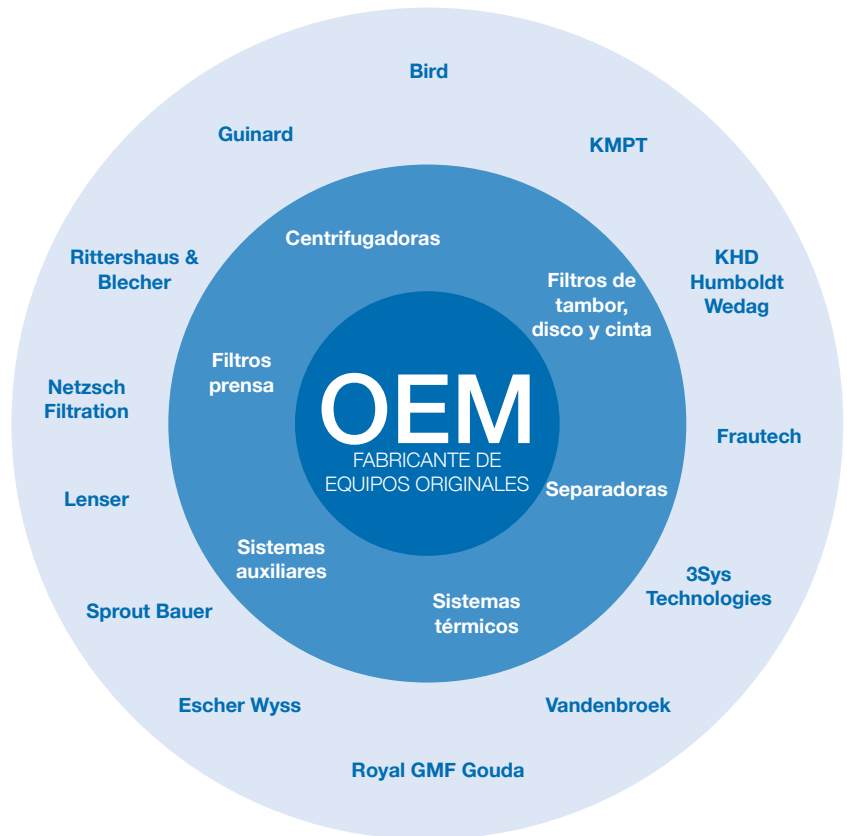 Bird
Guinard
KMPT
Centrifugadoras
Rittershaus &
Blecher
KHD
Humboldt
Wedag
Filtros de
tambor,
disco y cinta
Filtros
prensa
OEM
FABRICANTE DE
EQUIPOS ORIGINALES
Netzsch
Filtration
Frautech
Separadoras
Lenser
Sistemas
auxiliares
3Sys
Technologies
Sistemas
térmicos
Sprout Bauer
Escher Wyss
Vandenbroek
Royal GMF Gouda